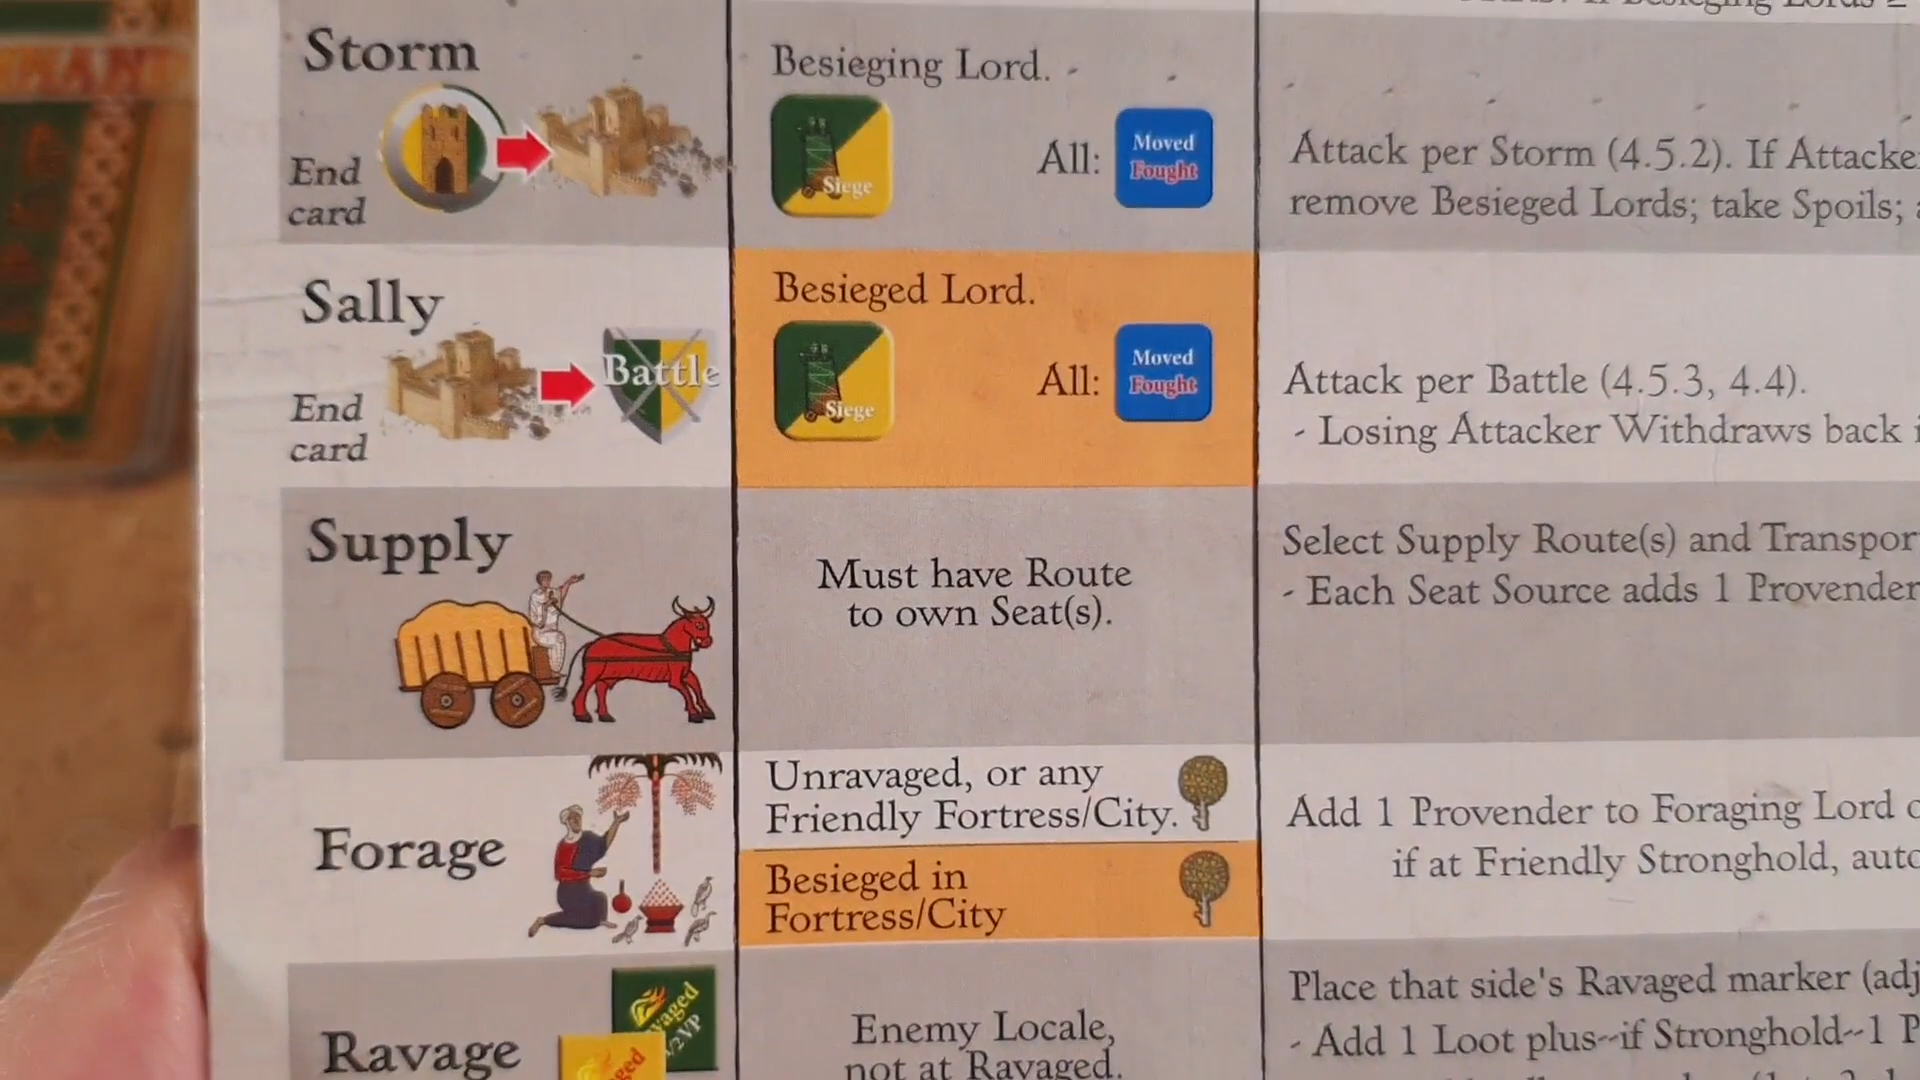 Storm
End
card
Besieging Lord.
Siege
All:
Moved
Fought
Attack per Storm (4.5.2). If
remove Besieged Lords; take Spoils;
Sally
Battle
End
card
Besieged Lord.
Siege
All:
Moved
Fought
Attack per Battle (4.5.3, 4.4).
- Losing Attacker Withdraws back
Supply
Must have Route
to own Seat(s).
Select Supply Route(s) and
- Each Seat Source adds 1 Provender
Forage
Unravaged, or any
Friendly Fortress/City.
Besieged in
Fortress/City
Add 1 Provender to Foraging Lord
if at Friendly Stronghold,
Ravage
Enemy Locale,
not at Ravaged.
Place that side's Ravaged marker
- Add 1 Loot plus--if Stronghold--1